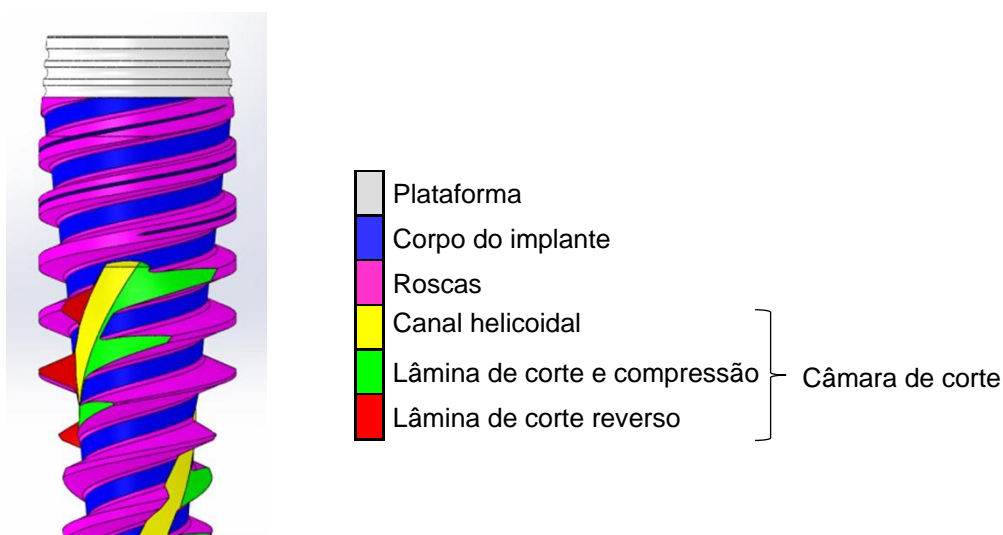 Plataforma
Corpo do implante
Roscas
Canal helicoidal
Lâmina de corte e compressão
Lâmina de corte reverso
Câmara de corte